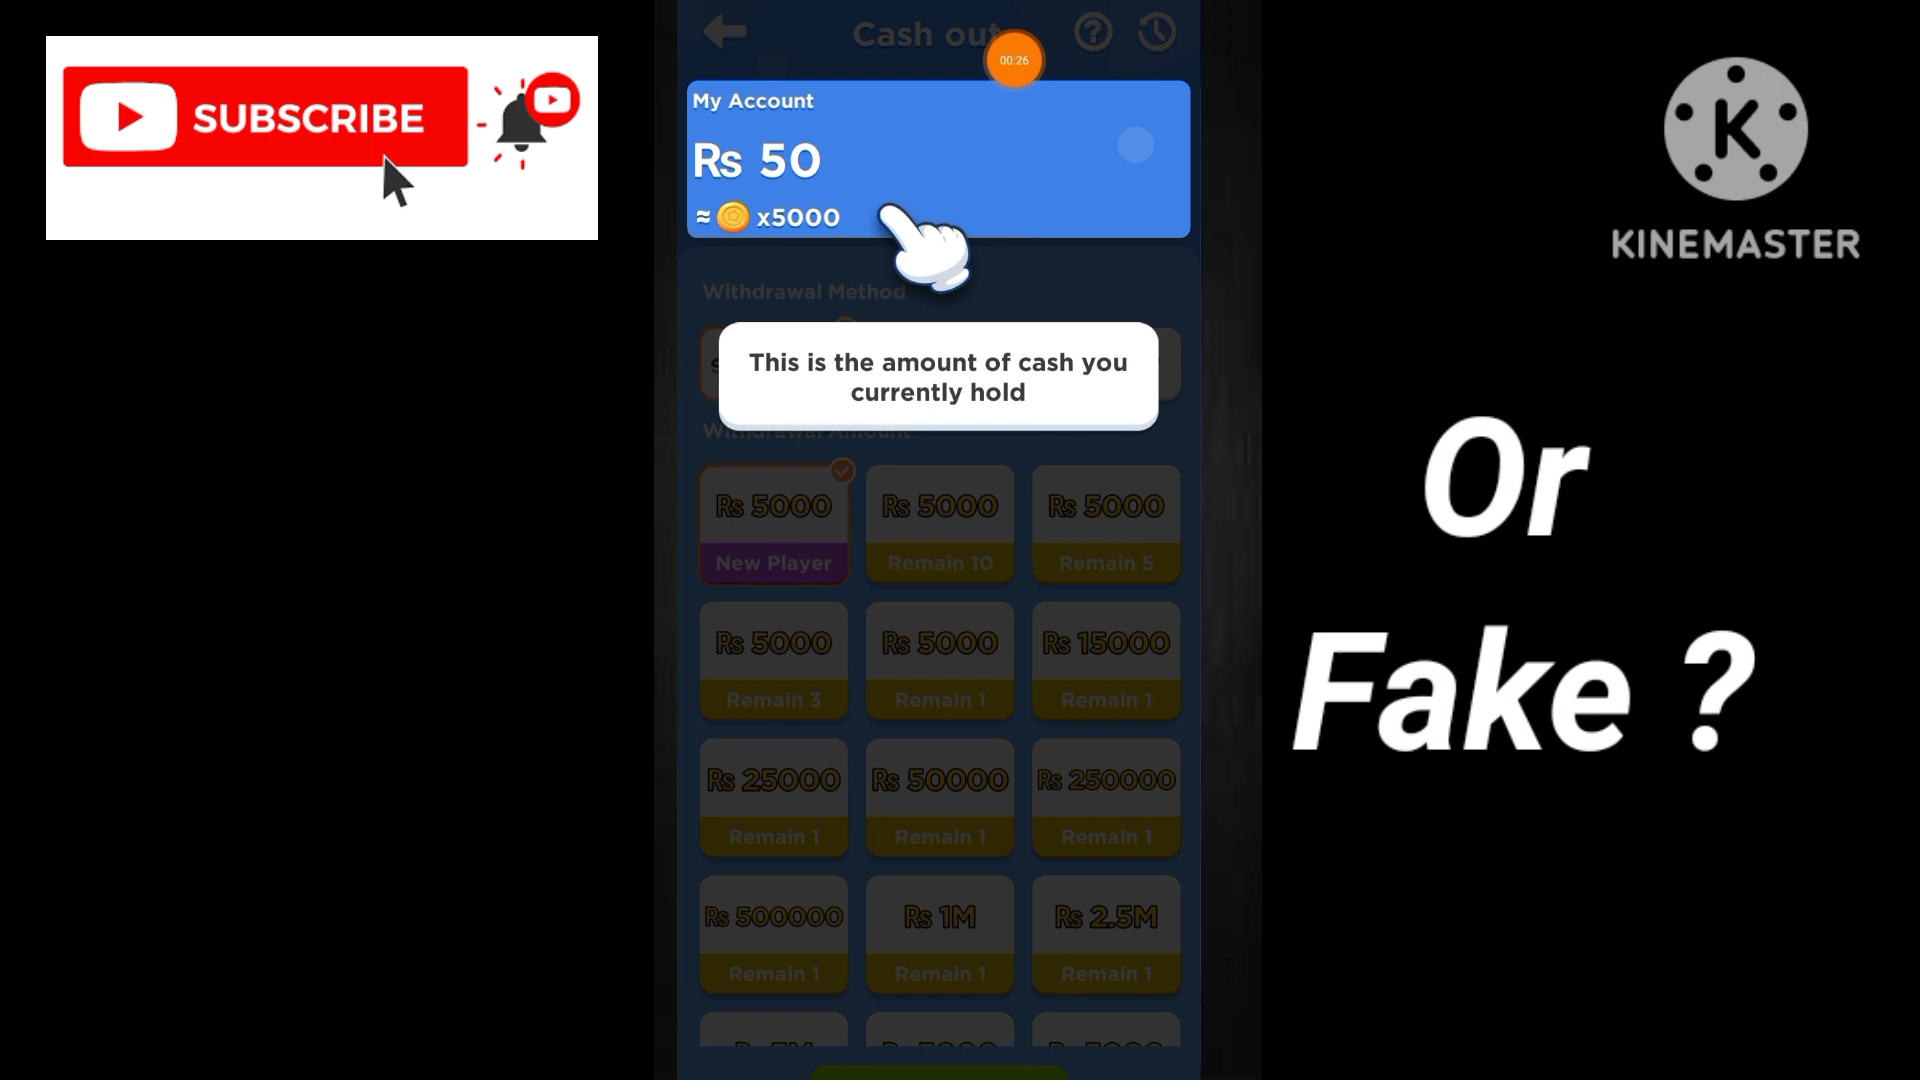 SUBSCRIBE
Cash out
00:26
My Account
Rs 50
≈ x5000
Withdrawal Method
This is the amount of cash you
currently hold
Withdrawal Amount
Rs 5000
New Player
Rs 5000
Remain 10
Rs 5000
Remain 5
Rs 5000
Remain 3
Rs 5000
Remain 1
Rs 15000
Remain 1
Rs 25000
Remain 1
Rs 50000
Remain 1
Rs 250000
Remain 1
Rs 500000
Remain 1
Rs 1M
Remain 1
Rs 2.5M
Remain 1
K
KINEMASTER
Or
Fake ?